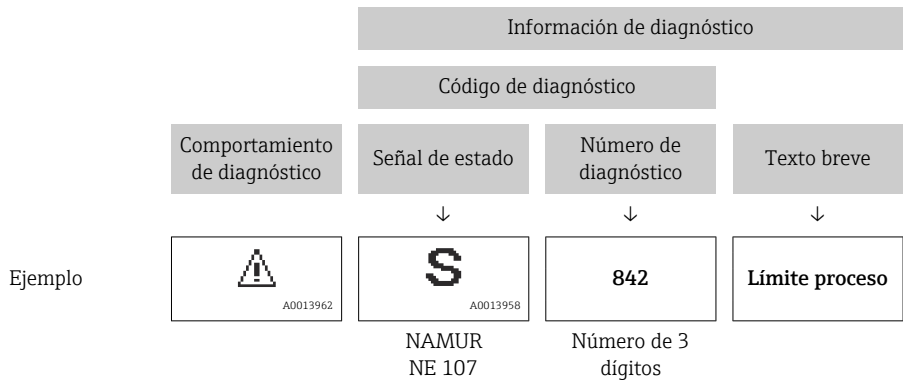 Información de diagnóstico
Código de diagnóstico
Comportamiento
de diagnóstico
Señal de estado
Número de
diagnóstico
Texto breve
↓
↓
↓
Ejemplo
A0013962
S
A0013958
842
Límite proceso
NAMUR
NE 107
Número de 3
dígitos